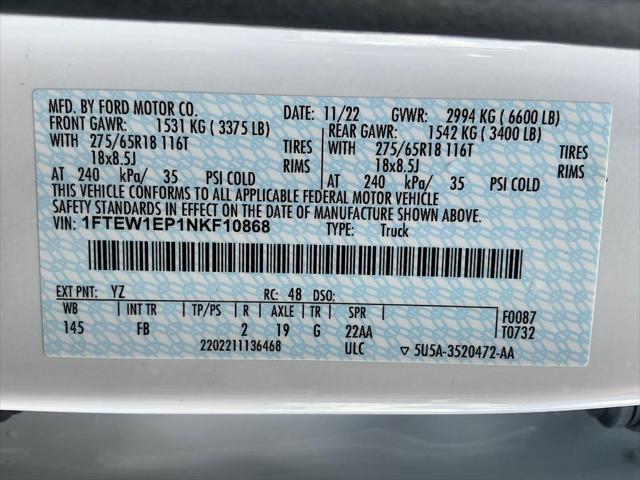 MFD. BY FORD MOTOR CO. DATE: 11/22 GVWR: 2994 KG ( 6600 LB)
FRONT GAWR: 1531 KG ( 3375 LB) REAR GAWR: 1542 KG ( 3400 LB)
WITH 275/65R18 116T TIRES WITH 275/65R18 116T TIRES
18x8.5J RIMS 18x8.5J RIMS
AT 240 kPa/ 35 PSI COLD AT 240 kPa/ 35 PSI COLD
THIS VEHICLE CONFORMS TO ALL APPLICABLE FEDERAL MOTOR VEHICLE
SAFETY STANDARDS IN EFFECT ON THE DATE OF MANUFACTURE SHOWN ABOVE.
VIN: 1FTEW1EP1NKF10868 TYPE: Truck
EXT PNT: YZ RC: 48 DSO:
WB INT TR TP/PS R AXLE TR SPR F0087
145 FB 2 19 G 22AA T0732
2202211136468 ULC ▽ 5U5A-3520472-AA